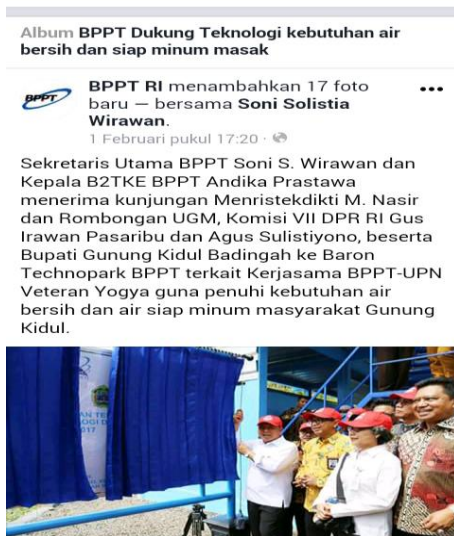 Album BPPT Dukung Teknologi kebutuhan air
bersih dan siap minum masak
BPPT
BPPT RI menambahkan 17 foto
baru — bersama Soni Solistia
Wirawan.
1 Februari pukul 17:20 ·
Sekretaris Utama BPPT Soni S. Wirawan dan
Kepala B2TKE BPPT Andika Prastawa
menerima kunjungan Menristekdikti M. Nasir
dan Rombongan UGM, Komisi VII DPR RI Gus
Irawan Pasaribu dan Agus Sulistiyono, beserta
Bupati Gunung Kidul Badingah ke Baron
Technopark BPPT terkait Kerjasama BPPT-UPN
Veteran Yogya guna penuhi kebutuhan air
bersih dan air siap minum masyarakat Gunung
Kidul.